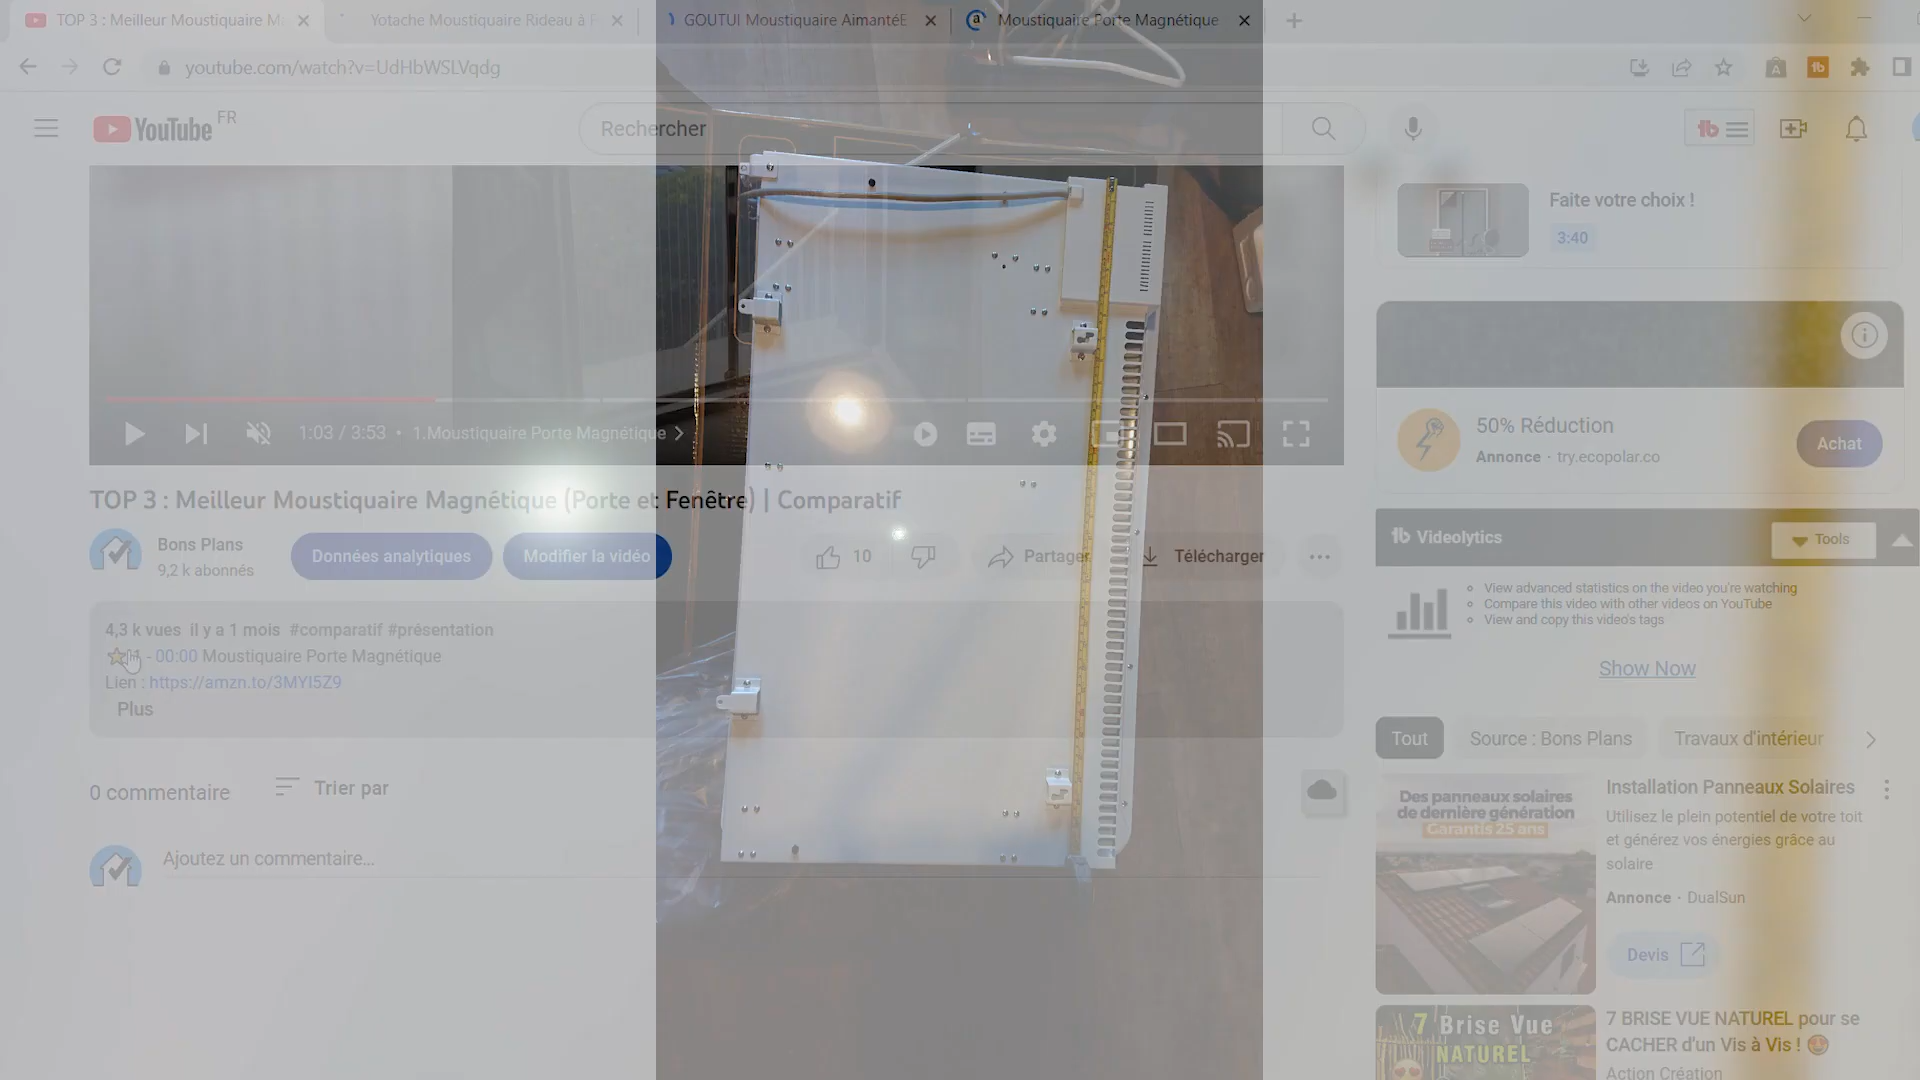 TOP 3 : Meilleur Moustiquaire M
Yotache Moustiquaire Rideau à F
GOUTUI Moustiquaire AimantéE
Moustiquaire Porte Magnétique
youtube.com/watch?v=UdHbWSLVqdg
YouTube FR
Rechercher
1:03 / 3:53 • 1.Moustiquaire Porte Magnétique
TOP 3 : Meilleur Moustiquaire Magnétique (Porte et Fenêtre) | Comparatif
Bons Plans
9,2 k abonnés
Données analytiques
Modifier la vidéo
10
Partager
Télécharger
4,3 k vues il y a 1 mois #comparatif #présentation
- 00:00 Moustiquaire Porte Magnétique
Lien : https://amzn.to/3MYI5Z9
Plus
0 commentaire
Trier par
Ajoutez un commentaire...
Faite votre choix !
3:40
50% Réduction
Annonce · try.ecopolar.co
Achat
tb Videolytics
Tools
View advanced statistics on the video you're watching
Compare this video with other videos on YouTube
View and copy this video's tags
Show Now
Tout
Source : Bons Plans
Travaux d'intérieur
Des panneaux solaires
de dernière génération
Garantis 25 ans
Installation Panneaux Solaires
Utilisez le plein potentiel de votre toit
et générez vos énergies grâce au
solaire
Annonce · DualSun
Devis
7 Brise Vue
NATUREL
7 BRISE VUE NATUREL pour se
CACHER d'un Vis à Vis !
Action Création